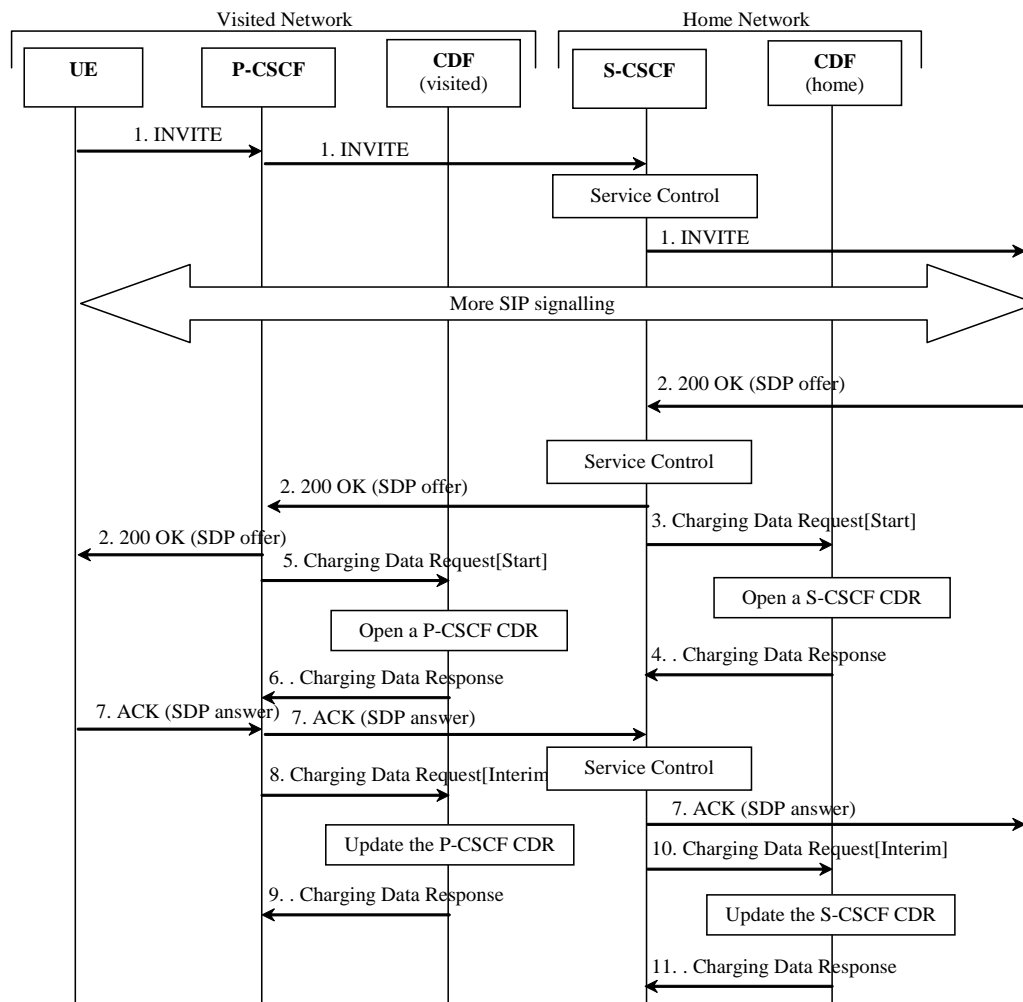 Visited Network
Home Network
UE
P-CSCF
CDF
(visited)
S-CSCF
CDF
(home)
1. INVITE
1. INVITE
Service Control
1. INVITE
More SIP signalling
2. 200 OK (SDP offer)
Service Control
2. 200 OK (SDP offer)
3. Charging Data Request[Start]
2. 200 OK (SDP offer)
5. Charging Data Request[Start]
Open a S-CSCF CDR
Open a P-CSCF CDR
4. . Charging Data Response
6. . Charging Data Response
7. ACK (SDP answer)
7. ACK (SDP answer)
Service Control
8. Charging Data Request[Interim
7. ACK (SDP answer)
Update the P-CSCF CDR
10. Charging Data Request[Interim]
9. . Charging Data Response
Update the S-CSCF CDR
11. . Charging Data Response